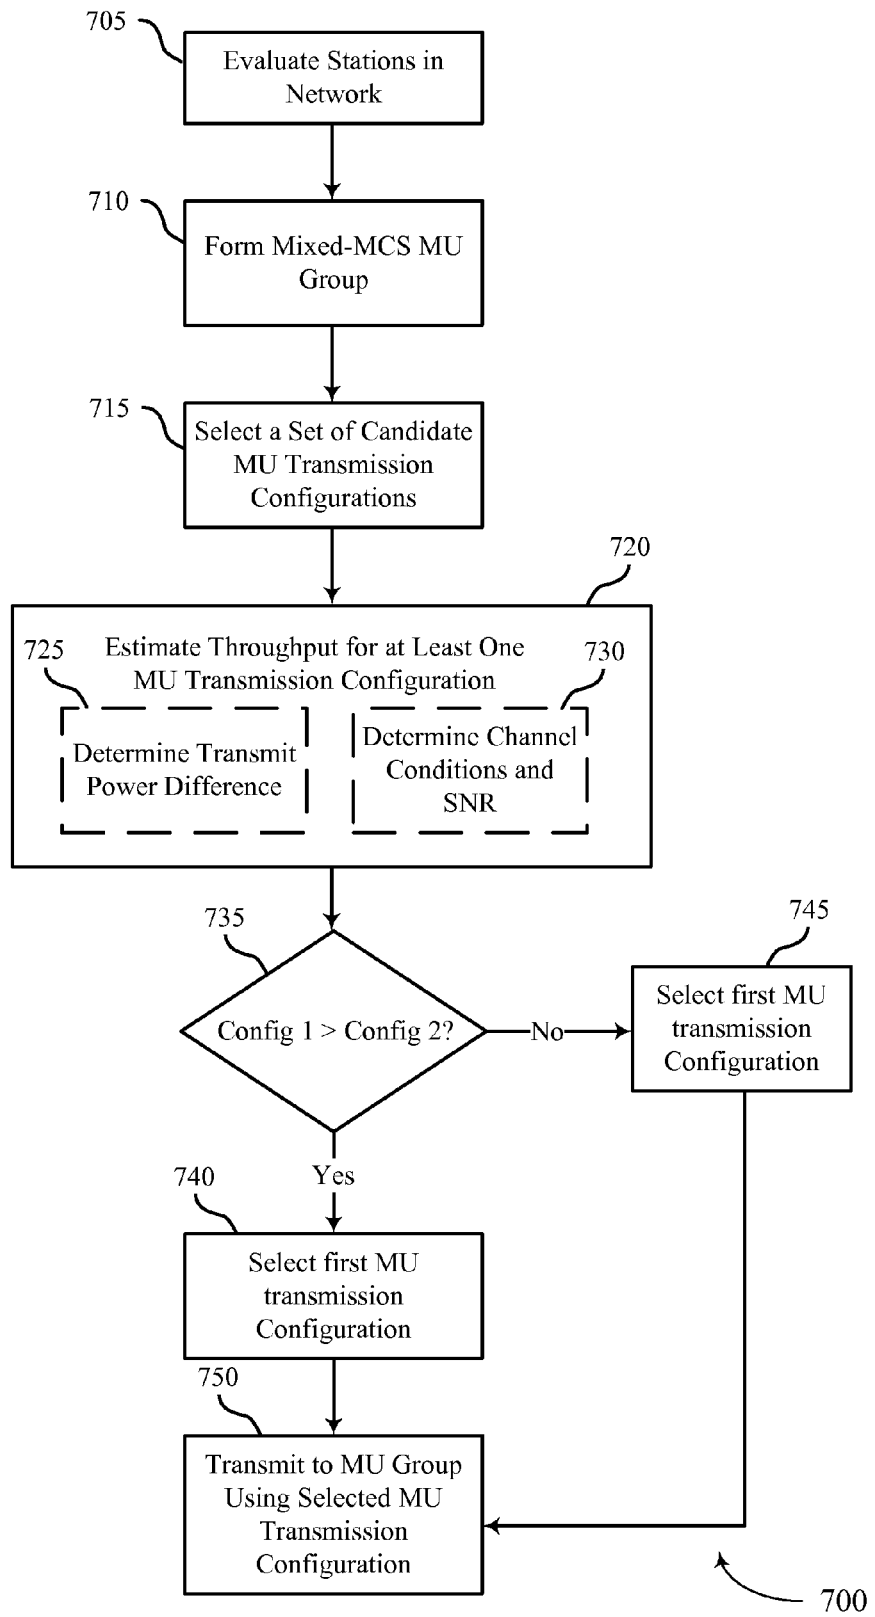 705
Evaluate Stations in
Network
710
Form Mixed-MCS MU
Group
715
Select a Set of Candidate
MU Transmission
Configurations
720
Estimate Throughput for at Least One
MU Transmission Configuration
725
Determine Transmit
Power Difference
730
Determine Channel
Conditions and
SNR
735
Config 1 > Config 2?
No
745
Select first MU
transmission
Configuration
Yes
740
Select first MU
transmission
Configuration
750
Transmit to MU Group
Using Selected MU
Transmission
Configuration
700